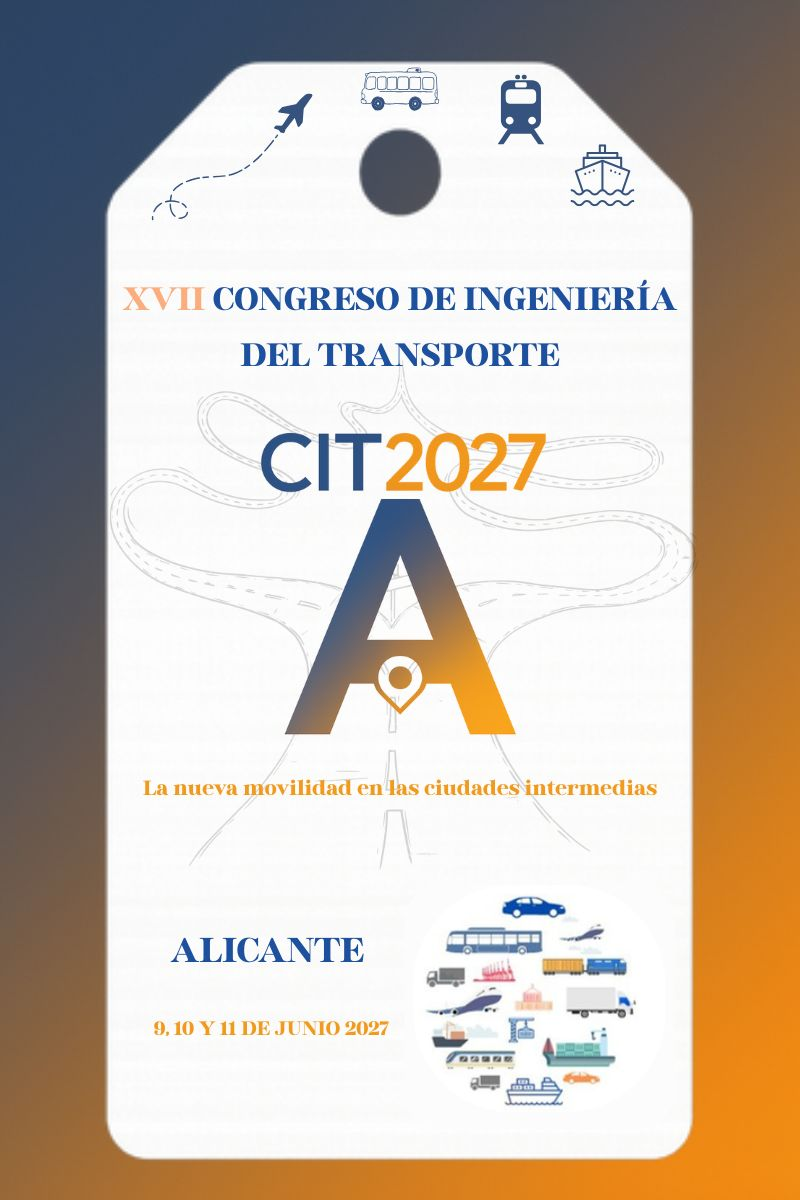 XVII CONGRESO DE INGENIERÍA
DEL TRANSPORTE
CIT2027
A
La nueva movilidad en las ciudades intermedias
ALICANTE
9, 10 Y 11 DE JUNIO 2027